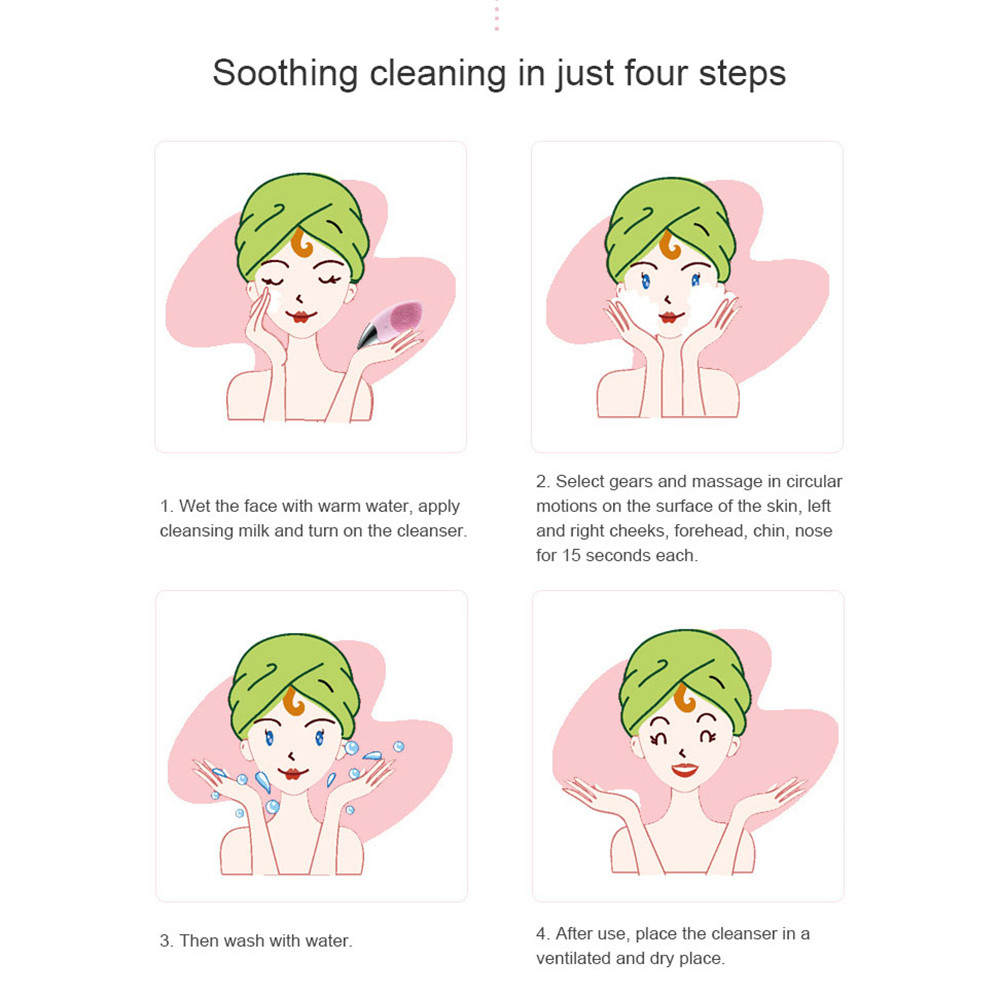 Soothing cleaning in just four steps
1. Wet the face with warm water, apply
cleansing milk and turn on the cleanser.
2. Select gears and massage in circular
motions on the surface of the skin, left
and right cheeks, forehead, chin, nose
for 15 seconds each.
3. Then wash with water.
4. After use, place the cleanser in a
ventilated and dry place.